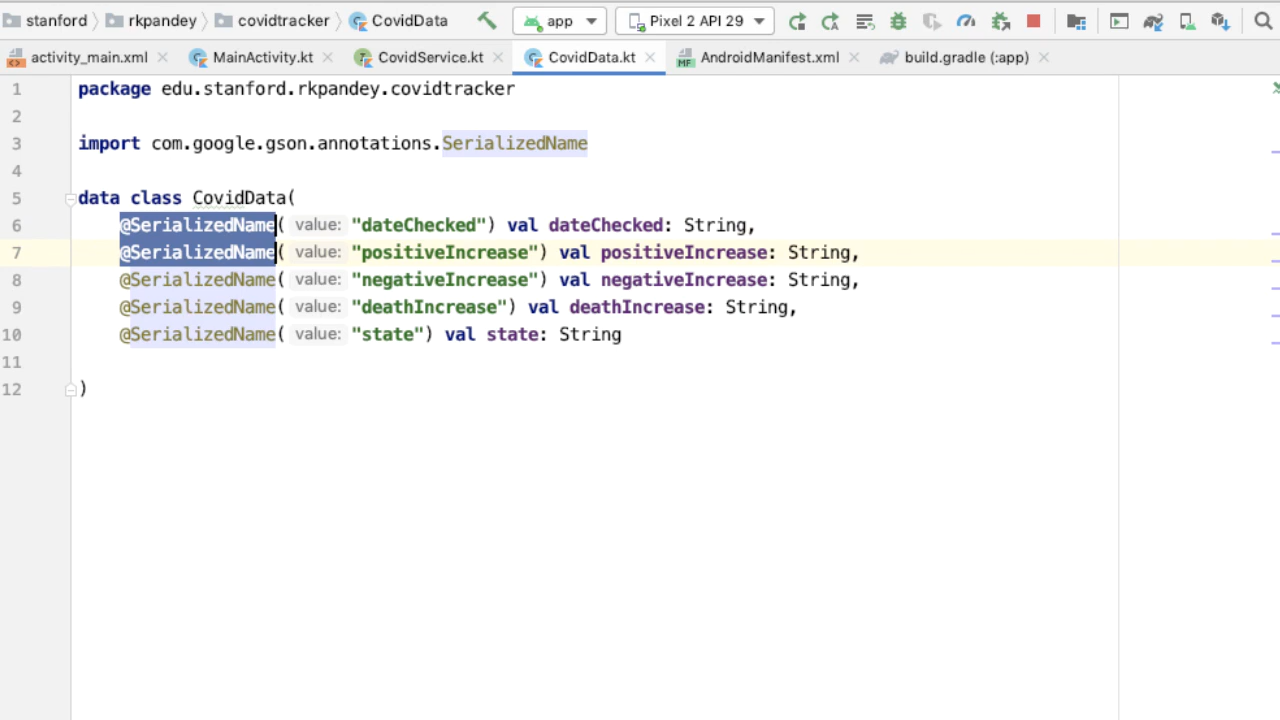 stanford rkpandey covidtracker CovidData app Pixel 2 API 29
activity_main.xml MainActivity.kt CovidService.kt CovidData.kt AndroidManifest.xml build.gradle (:app)
1 package edu.stanford.rkpandey.covidtracker
2
3 import com.google.gson.annotations.SerializedName
4
5 data class CovidData(
6 @SerializedName( value: "dateChecked") val dateChecked: String,
7 @SerializedName( value: "positiveIncrease") val positiveIncrease: String,
8 @SerializedName( value: "negativeIncrease") val negativeIncrease: String,
9 @SerializedName( value: "deathIncrease") val deathIncrease: String,
10 @SerializedName( value: "state") val state: String
11
12 )